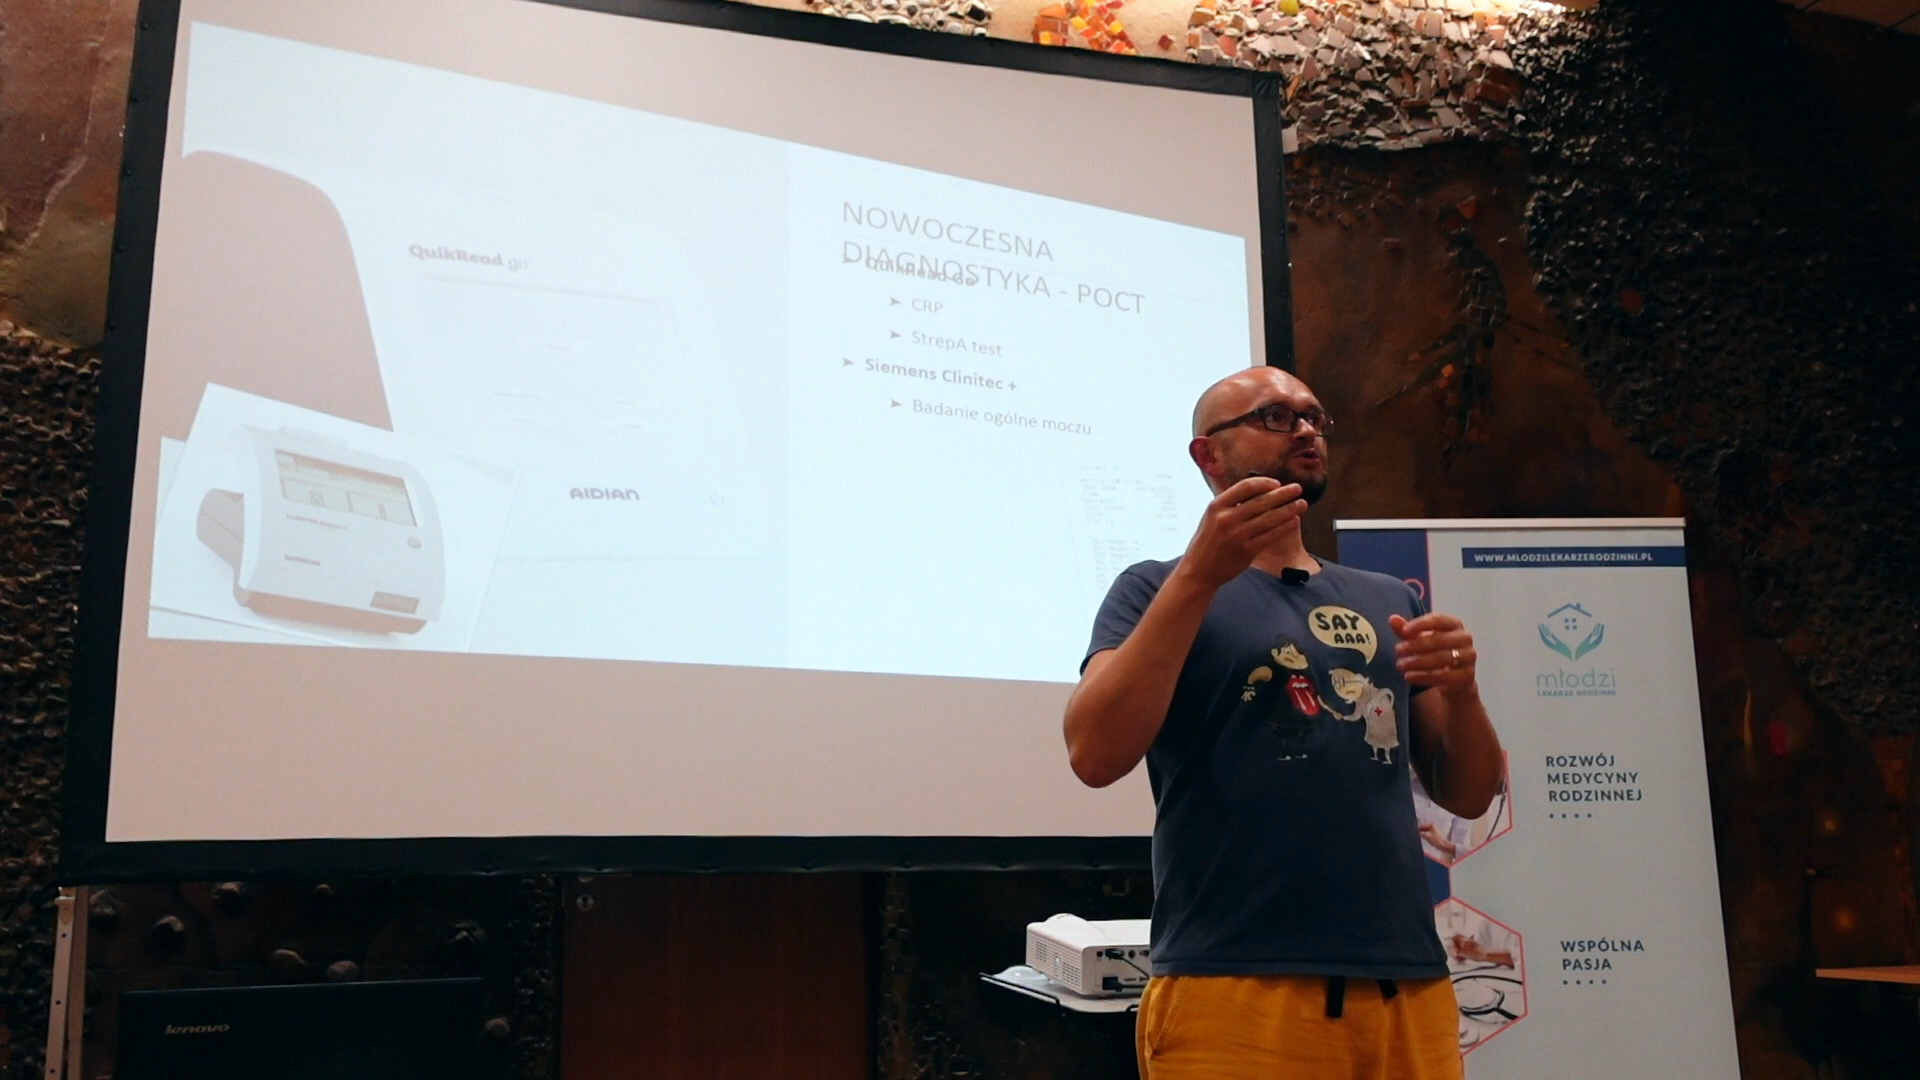 QuikRead go
NOWOCZESNA
DIAGNOSTYKA - POCT
QuikRead Go
CRP
StrepA test
Siemens Clinitec +
Badanie ogólne moczu
AIDIAN
SIEMENS
SAY
AAA!
WWW.MLODZILEKARZERODZINNI.PL
młodzi
LEKARZE RODZINNI
ROZWÓJ
MEDYCYNY
RODZINNEJ
WSPÓLNA
PASJA
lenovo